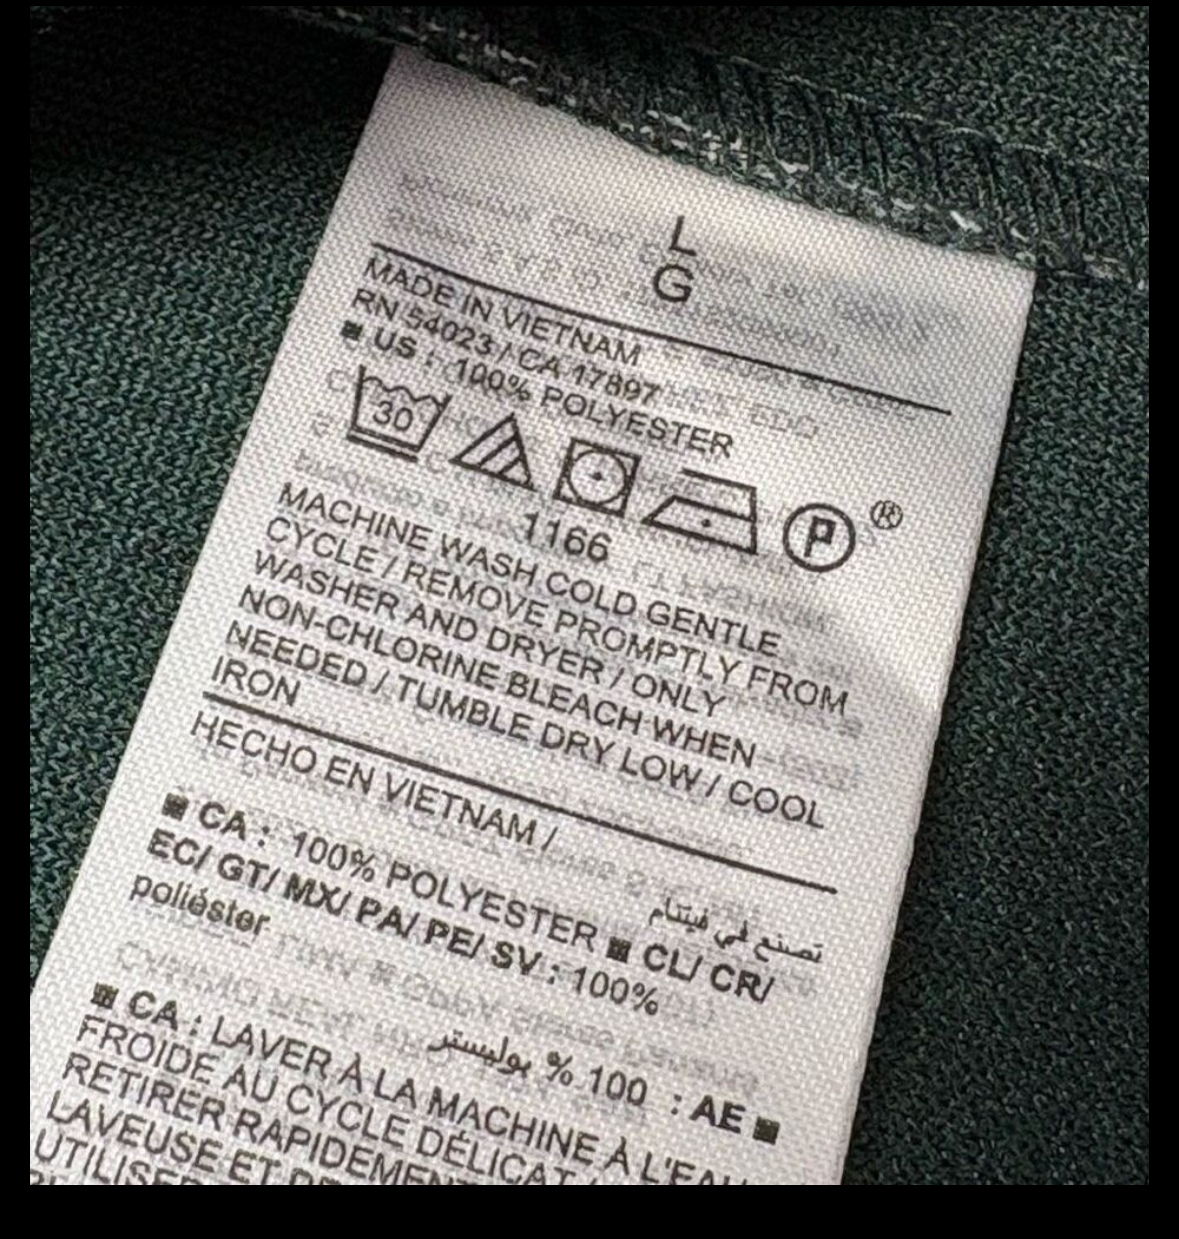 L
G
MADE IN VIETNAM
RN 54023 / CA 17897
■ US : 100% POLYESTER
30
P
®
1166
MACHINE WASH COLD GENTLE
CYCLE / REMOVE PROMPTLY FROM
WASHER AND DRYER / ONLY
NON-CHLORINE BLEACH WHEN
NEEDED / TUMBLE DRY LOW / COOL
IRON
HECHO EN VIETNAM /
تصنع في فيتنام
■ CA : 100% POLYESTER ■ CL/ CR/
EC/ GT/ MX/ PA/ PE/ SV : 100%
poliéster
■ AE : 100 % بوليستر
■ CA : LAVER À LA MACHINE À L'EAU
FROIDE AU CYCLE DÉLICAT /
RETIRER RAPIDEMENT
LAVEUSE ET